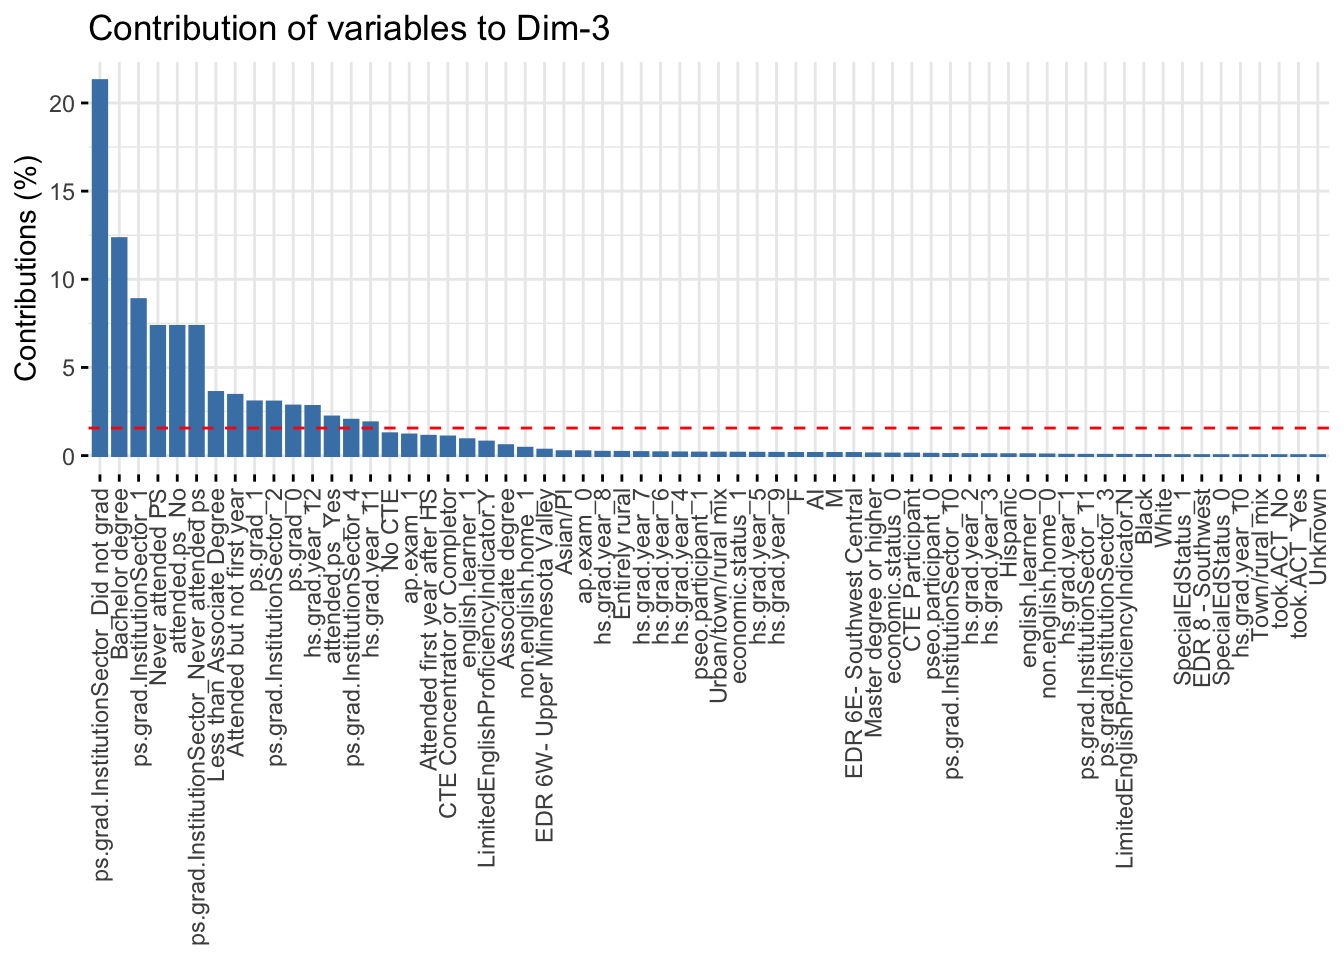 Contribution of variables to Dim-3
Contributions (%)
20
15
10
5
0
ps.grad.InstitutionSector_Did not grad
Bachelor degree
ps.grad.InstitutionSector_1
Never attended PS
attended.ps_No
ps.grad.InstitutionSector_Never attended ps
Less than Associate Degree
Attended but not first year
ps.grad_1
ps.grad.InstitutionSector_2
ps.grad_0
hs.grad.year_12
attended.ps_Yes
ps.grad.InstitutionSector_4
hs.grad.year_11
No CTE
ap.exam_1
Attended first year after HS
CTE Concentrator or Completor
english.learner_1
LimitedEnglishProficiencyIndicator.Y
Associate degree
non.english.home_1
EDR 6W- Upper Minnesota Valley
Asian/PI
ap.exam_0
hs.grad.year_8
Entirely rural
hs.grad.year_7
hs.grad.year_6
hs.grad.year_4
pseo.participant_1
Urban/town/rural mix
economic.status_1
hs.grad.year_5
hs.grad.year_9
F
AI
M
EDR 6E- Southwest Central
Master degree or higher
economic.status_0
CTE Participant
pseo.participant_0
ps.grad.InstitutionSector_10
hs.grad.year_2
hs.grad.year_3
Hispanic
english.learner_0
non.english.home_0
hs.grad.year_1
ps.grad.InstitutionSector_11
ps.grad.InstitutionSector_3
LimitedEnglishProficiencyIndicator.N
Black
White
SpecialEdStatus_1
EDR 8 - Southwest
SpecialEdStatus_0
hs.grad.year_10
Town/rural mix
took.ACT_No
took.ACT_Yes
Unknown